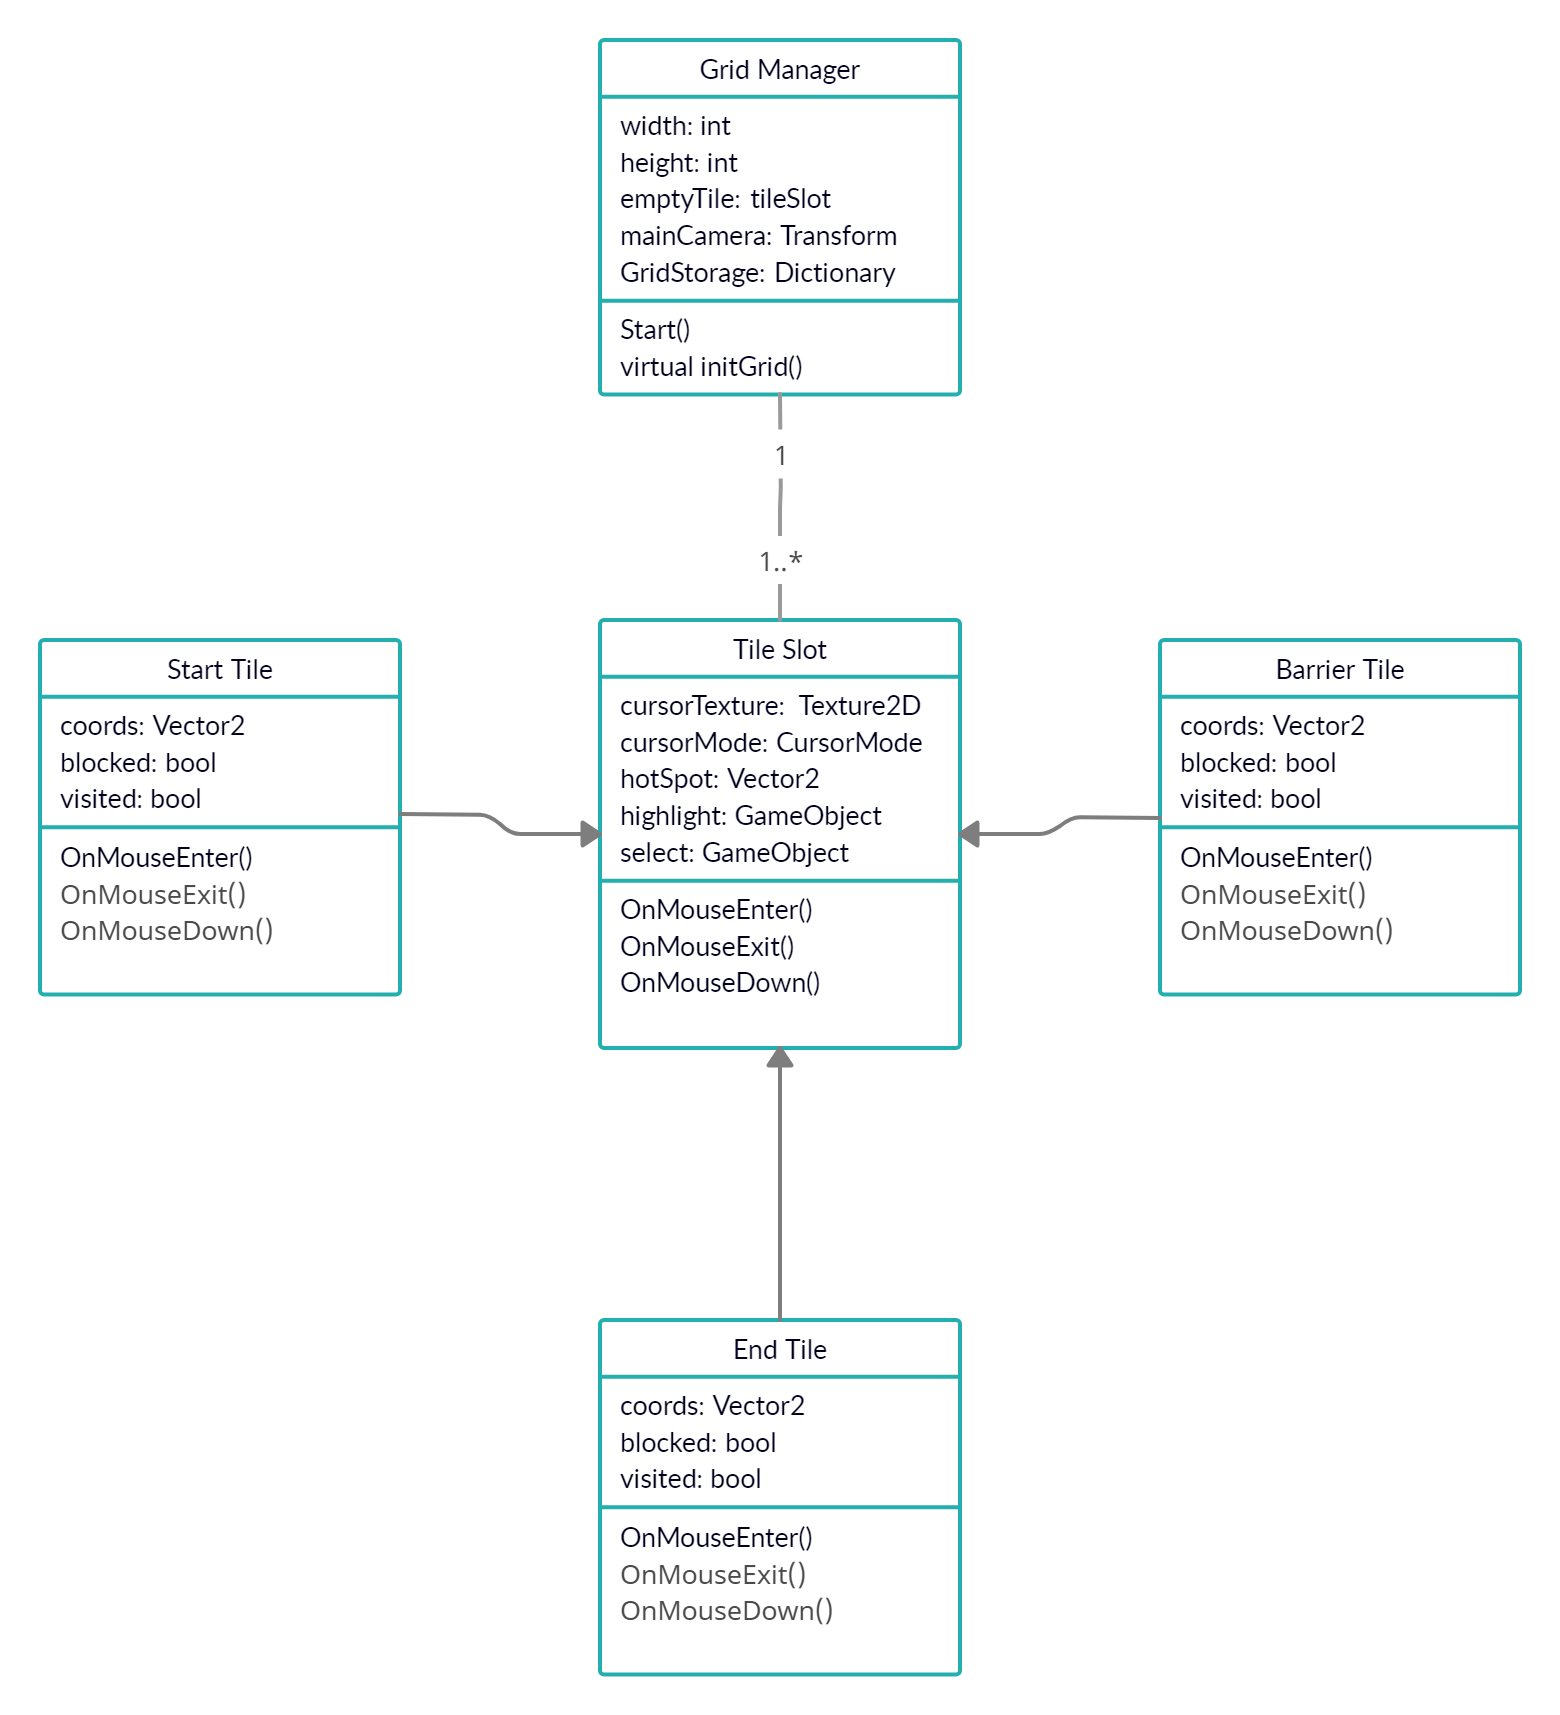 Grid Manager
width: int
height: int
emptyTile: tileSlot
mainCamera: Transform
GridStorage: Dictionary
Start()
virtual initGrid()
1
1..*
Start Tile
coords: Vector2
blocked: bool
visited: bool
OnMouseEnter()
OnMouseExit()
OnMouseDown()
Tile Slot
cursorTexture:  Texture2D
cursorMode: CursorMode
hotSpot: Vector2
highlight: GameObject
select: GameObject
OnMouseEnter()
OnMouseExit()
OnMouseDown()
Barrier Tile
coords: Vector2
blocked: bool
visited: bool
OnMouseEnter()
OnMouseExit()
OnMouseDown()
End Tile
coords: Vector2
blocked: bool
visited: bool
OnMouseEnter()
OnMouseExit()
OnMouseDown()